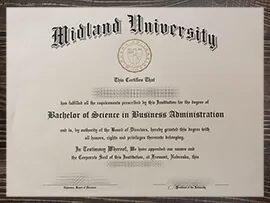 Midland University
This Certifies That
has fulfilled all the requirements prescribed by this Institution for the degree of
Bachelor of Science in Business Administration
and is, by authority of the Board of Directors, hereby granted this degree with
all honors, rights and privileges thereunto belonging.
In Testimony Whereof, We have appended our names and
the Corporate Seal of this Institution, at Fremont, Nebraska, this